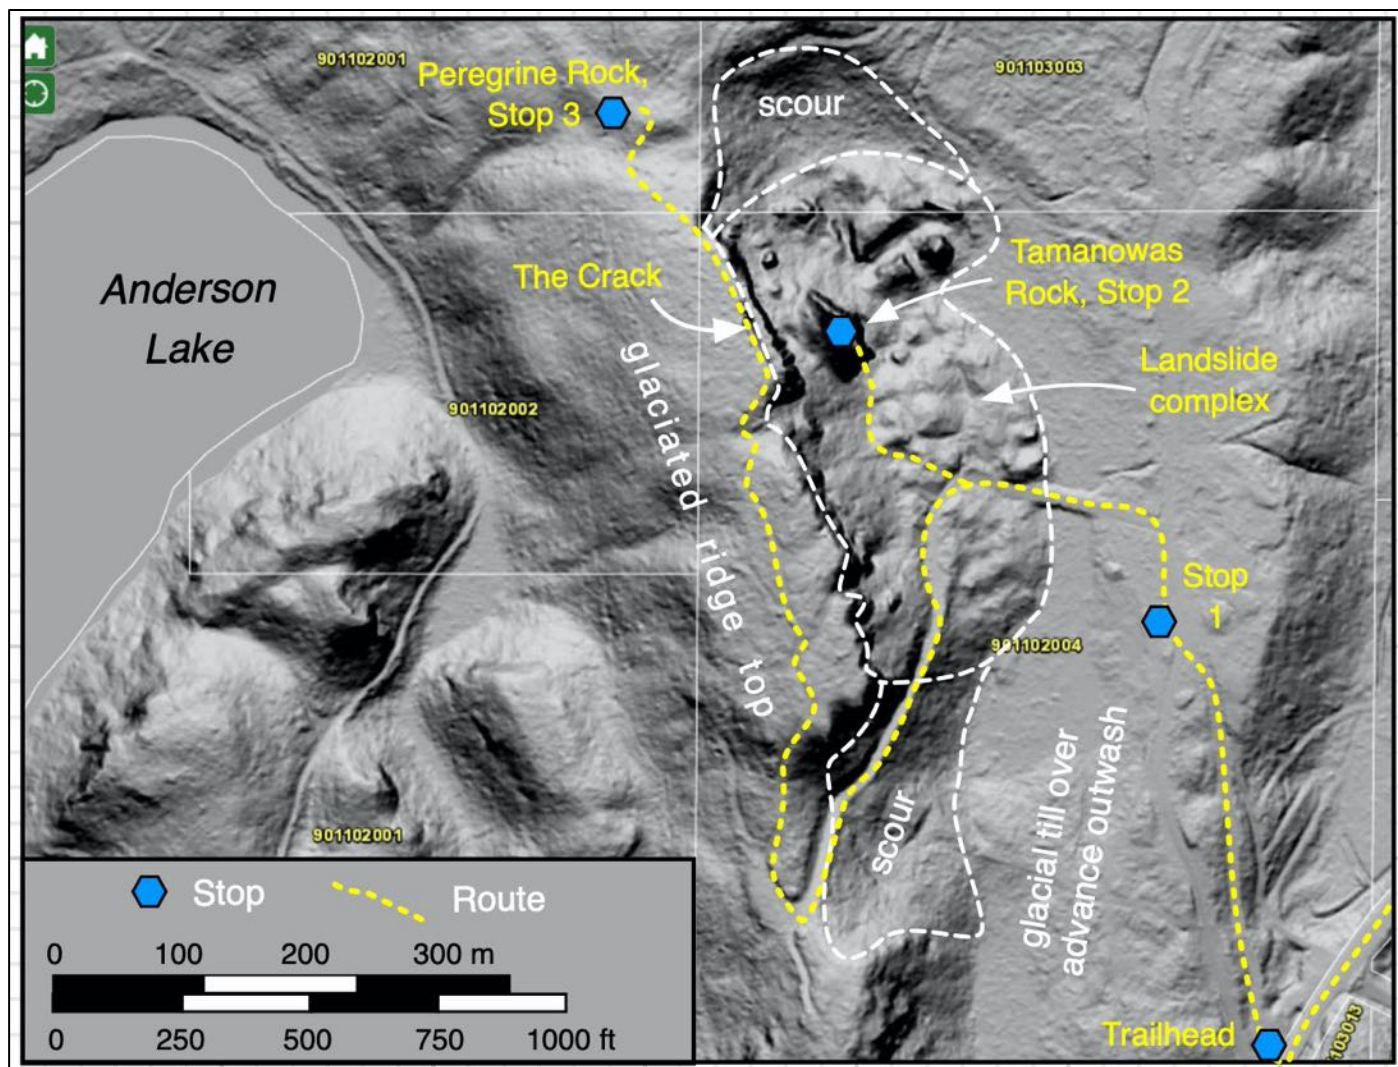 901102001
901103003
Peregrine Rock,
Stop 3
scour
Tamanowas
Rock, Stop 2
The Crack
Anderson
Lake
Landslide
complex
901102002
glaciated ridge top
Stop
1
901102004
glacial till over
advance outwash
scour
901102001
Stop
Route
0 100 200 300 m
0 250 500 750 1000 ft
Trailhead
103013